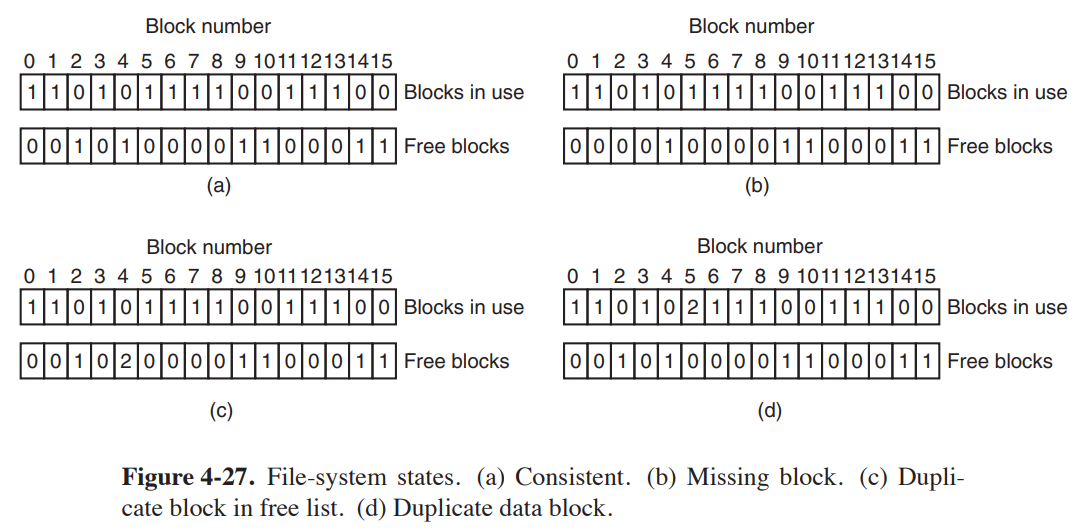 Block number
0 1 2 3 4 5 6 7 8 9 10 11 12 13 14 15
1 1 0 1 0 1 1 1 1 0 0 1 1 1 0 0 Blocks in use
0 0 1 0 1 0 0 0 0 1 1 0 0 0 1 1 Free blocks
(a)
Block number
0 1 2 3 4 5 6 7 8 9 10 11 12 13 14 15
1 1 0 1 0 1 1 1 1 0 0 1 1 1 0 0 Blocks in use
0 0 0 0 1 0 0 0 0 1 1 0 0 0 1 1 Free blocks
(b)
Block number
0 1 2 3 4 5 6 7 8 9 10 11 12 13 14 15
1 1 0 1 0 1 1 1 1 0 0 1 1 1 0 0 Blocks in use
0 0 1 0 2 0 0 0 0 1 1 0 0 0 1 1 Free blocks
(c)
Block number
0 1 2 3 4 5 6 7 8 9 10 11 12 13 14 15
1 1 0 1 0 2 1 1 1 0 0 1 1 1 0 0 Blocks in use
0 0 1 0 1 0 0 0 0 1 1 0 0 0 1 1 Free blocks
(d)
Figure 4-27. File-system states. (a) Consistent. (b) Missing block. (c) Dupli-
cate block in free list. (d) Duplicate data block.